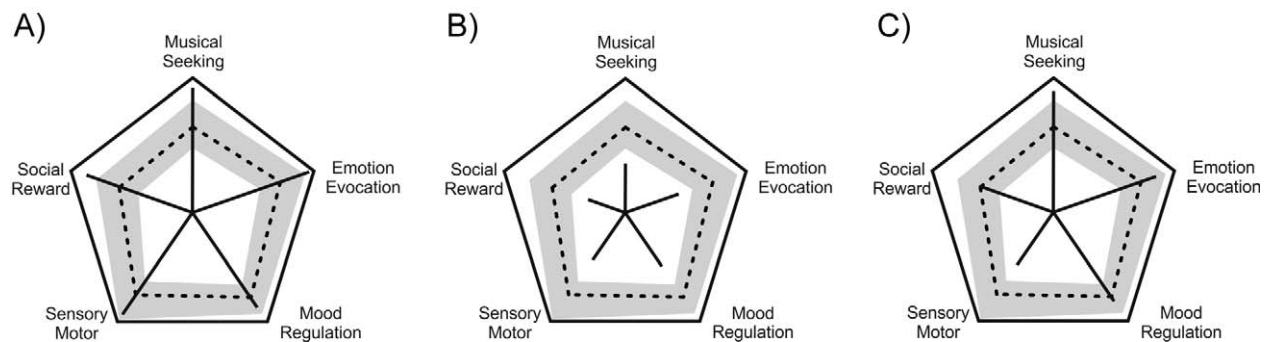 A)
Musical
Seeking
Social
Reward
Emotion
Evocation
Sensory
Motor
Mood
Regulation
B)
Musical
Seeking
Social
Reward
Emotion
Evocation
Sensory
Motor
Mood
Regulation
C)
Musical
Seeking
Social
Reward
Emotion
Evocation
Sensory
Motor
Mood
Regulation